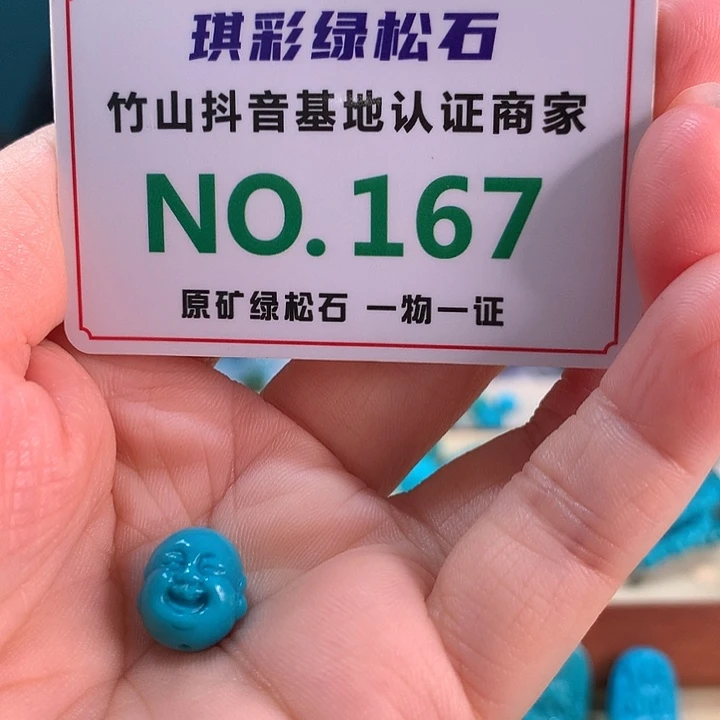 琪彩绿松石
竹山抖音基地认证商家
NO.167
原矿绿松石 一物一证